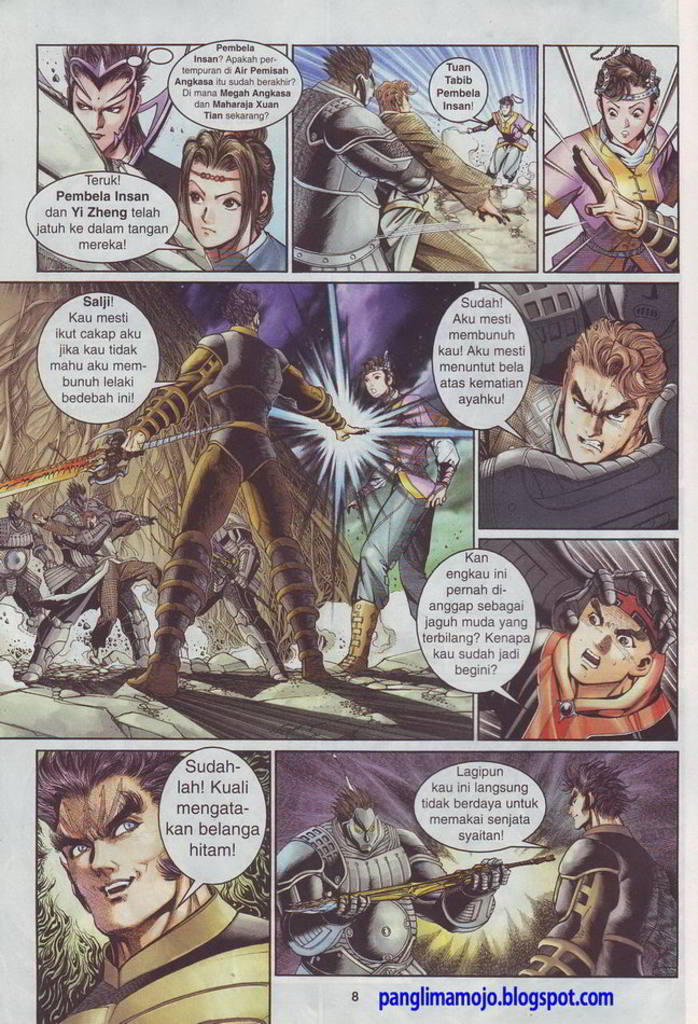 Pembela
Insan? Apakah per-
tempuran di Air Pemisah
Angkasa itu sudah berakhir?
Di mana Megah Angkasa
dan Maharaja Xuan
Tian sekarang?
Teruk!
Pembela Insan
dan Yi Zheng telah
jatuh ke dalam tangan
mereka!
Tuan
Tabib
Pembela
Insan!
Salji!
Kau mesti
ikut cakap aku
jika kau tidak
mahu aku mem-
bunuh lelaki
bedebah ini!
Sudah!
Aku mesti
membunuh
kau! Aku mesti
menuntut bela
atas kematian
ayahku!
Kan
engkau ini
pernah di-
anggap sebagai
jaguh muda yang
terbilang? Kenapa
kau sudah jadi
begini?
Sudah-
lah! Kuali
mengata-
kan belanga
hitam!
Lagipun
kau ini langsung
tidak berdaya untuk
memakai senjata
syaitan!
8
panglimamojo.blogspot.com